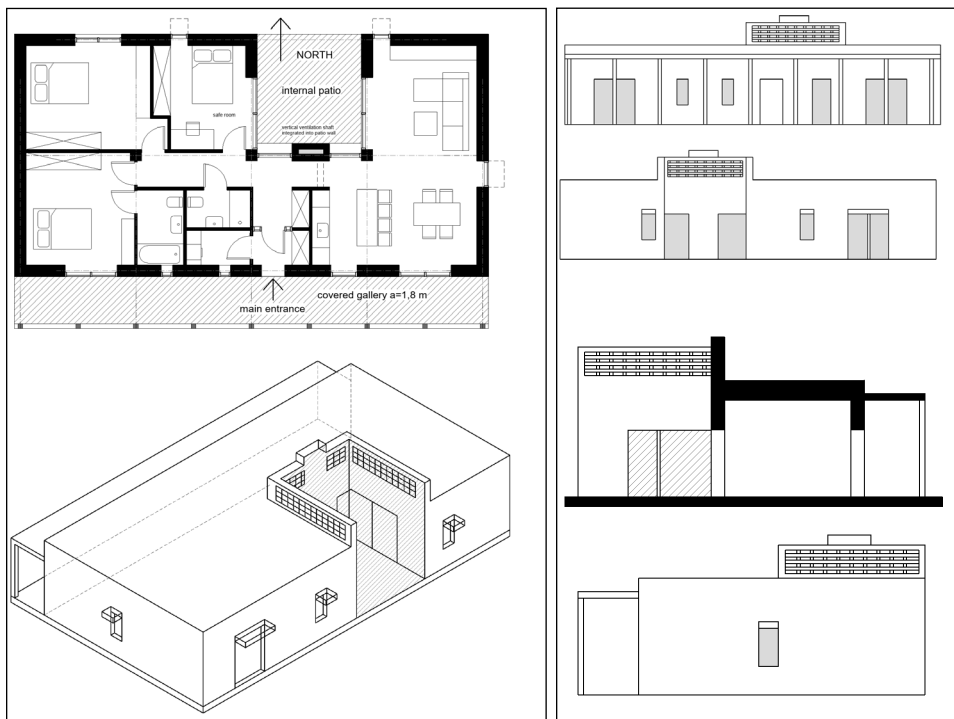 NORTH
internal patio
safe room
vertical ventilation shaft
integrated into patio wall
covered gallery a=1,8 m
main entrance